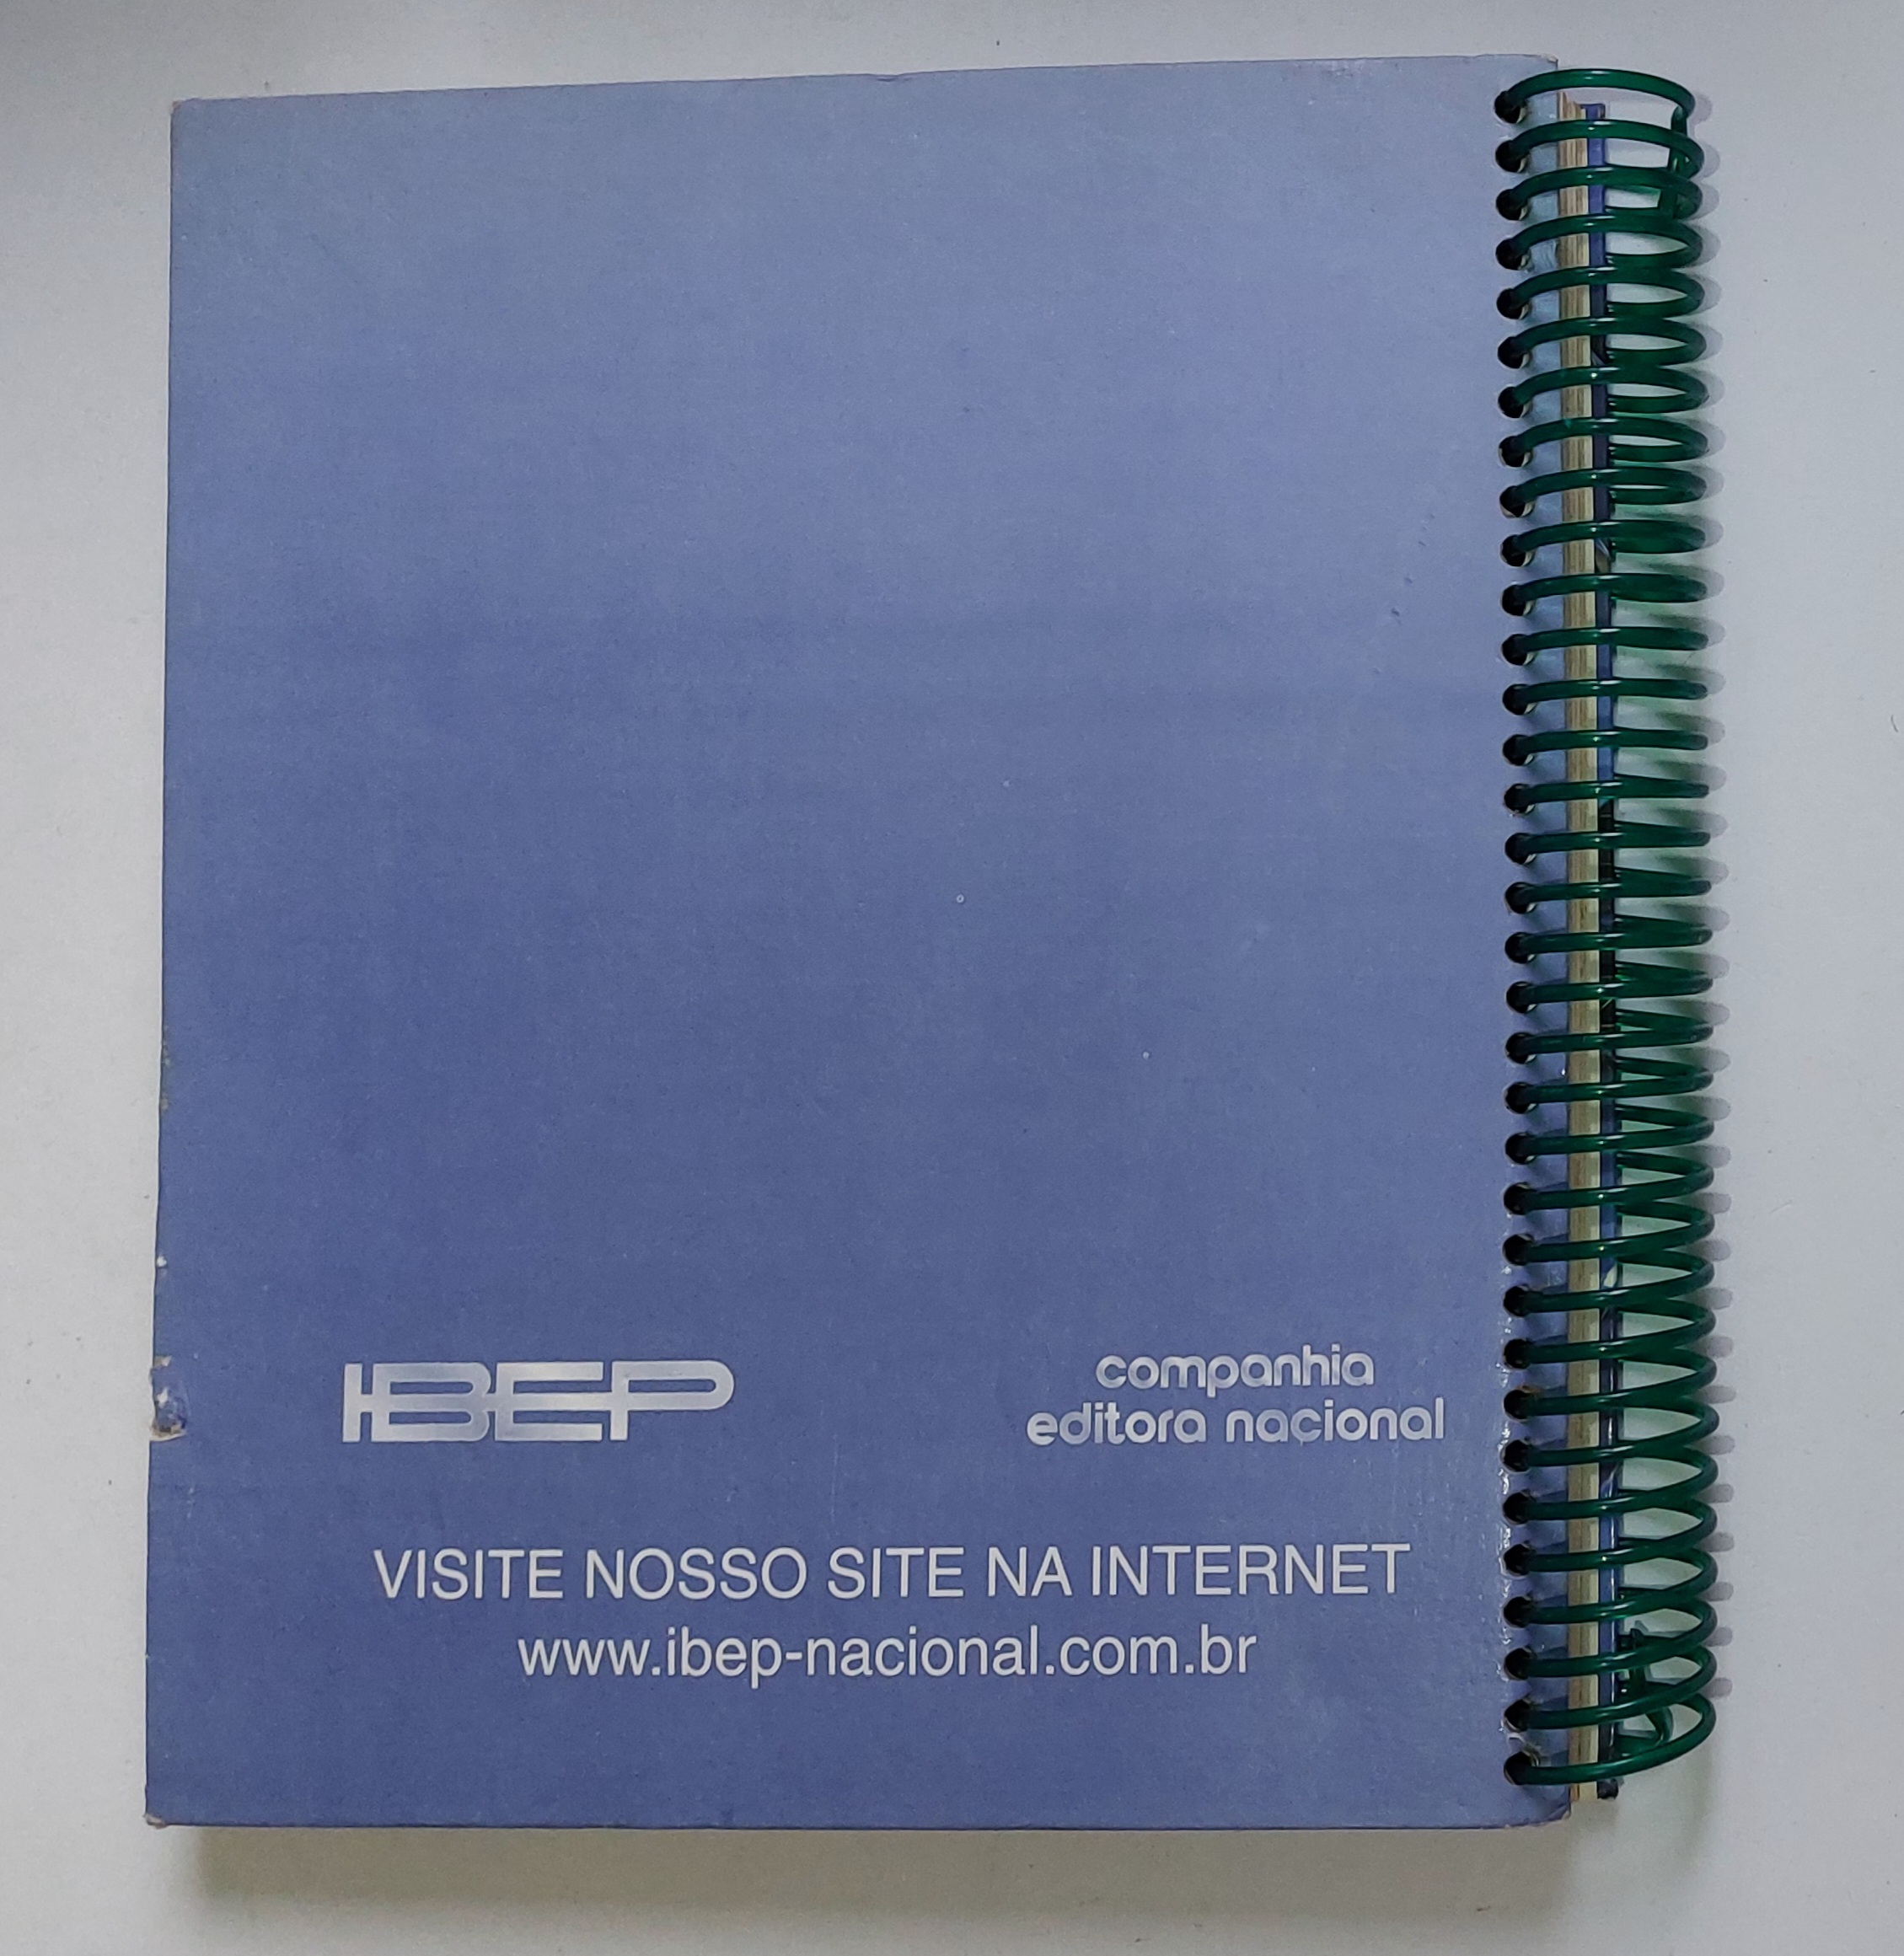 IBEP
companhia
editora nacional
VISITE NOSSO SITE NA INTERNET
www.ibep-nacional.com.br